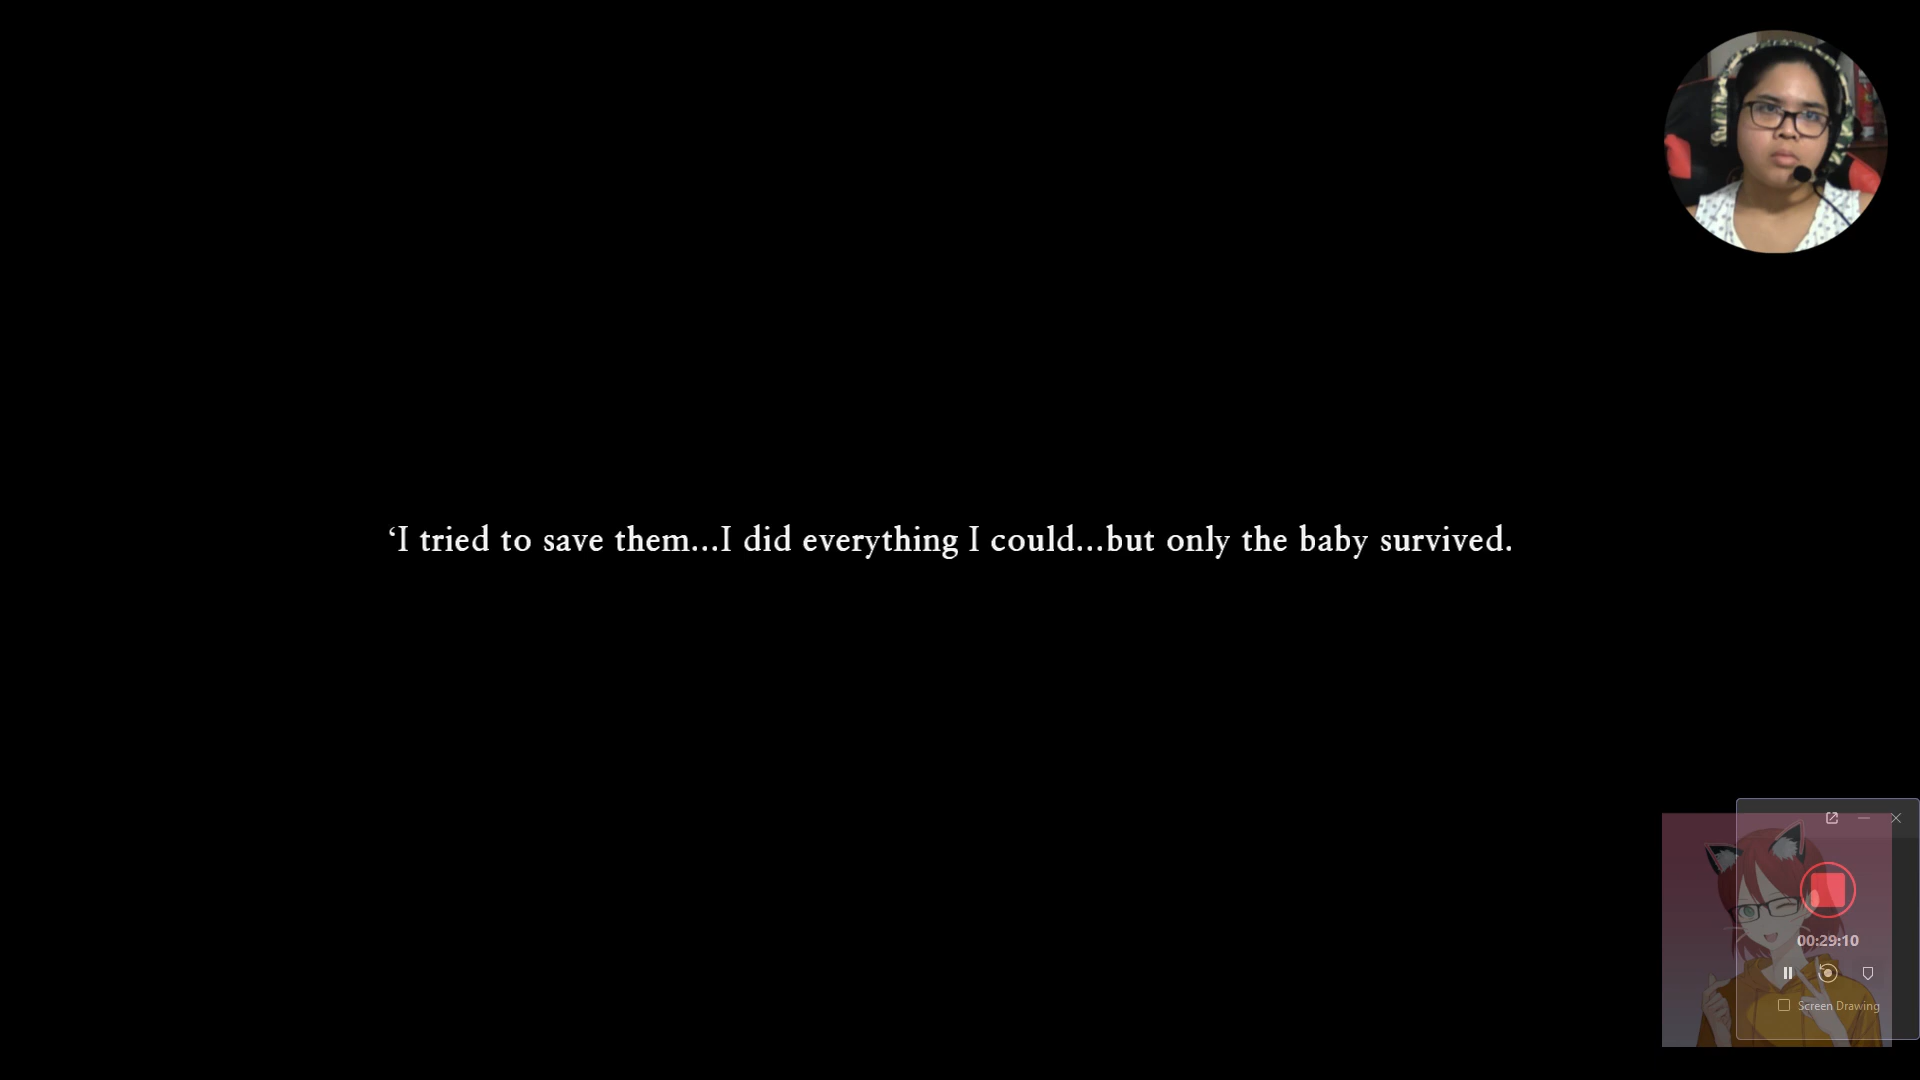 ‘I tried to save them...I did everything I could...but only the baby survived.
00:29:10
Screen Drawing